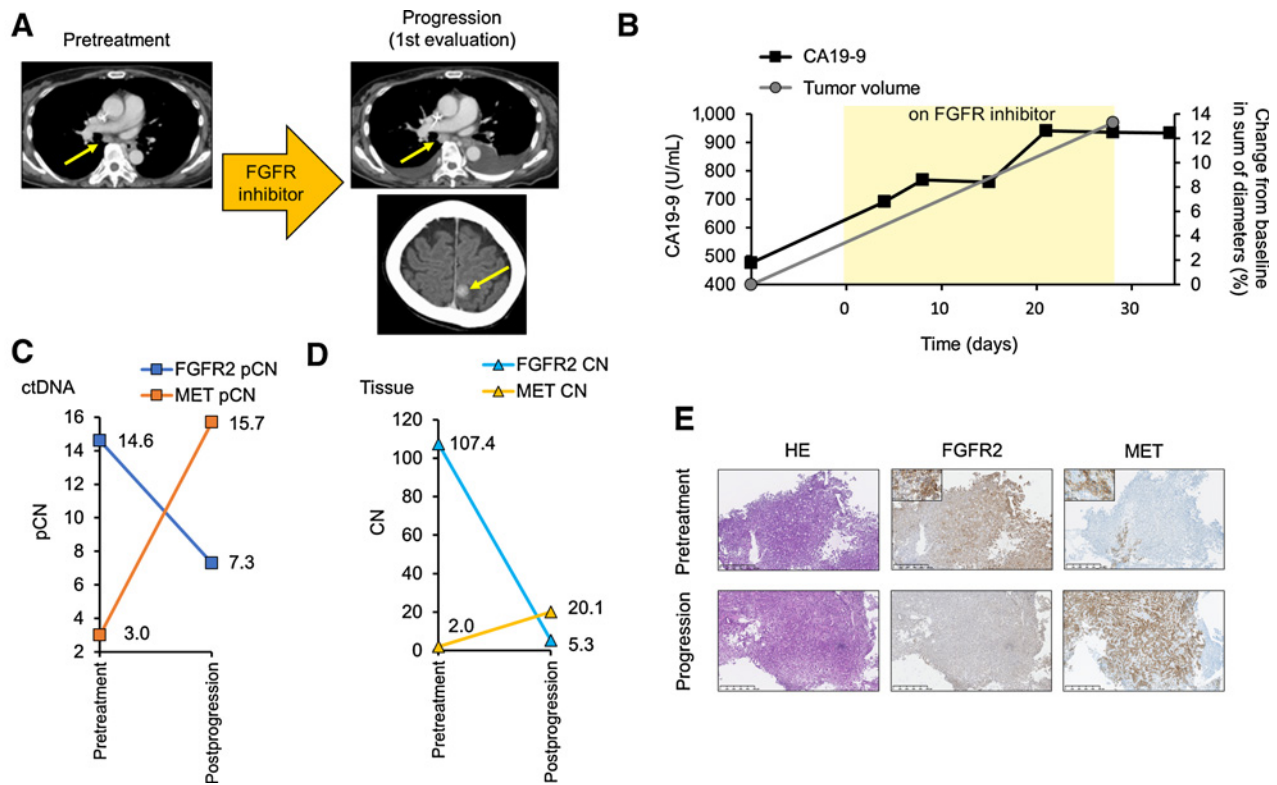 A
Pretreatment
Progression
(1st evaluation)
FGFR
inhibitor
B
CA19-9
Tumor volume
on FGFR inhibitor
CA19-9 (U/mL)
1,000
900
800
700
600
500
400
0
10
20
30
Time (days)
14
12
10
8
6
4
2
0
Change from baseline
in sum of diameters (%)
C
ctDNA
FGFR2 pCN
MET pCN
pCN
16
14
12
10
8
6
4
2
14.6
15.7
7.3
3.0
Pretreatment
Postprogression
D
Tissue
FGFR2 CN
MET CN
CN
120
100
80
60
40
20
0
107.4
2.0
20.1
5.3
Pretreatment
Postprogression
E
HE
FGFR2
MET
Pretreatment
Progression